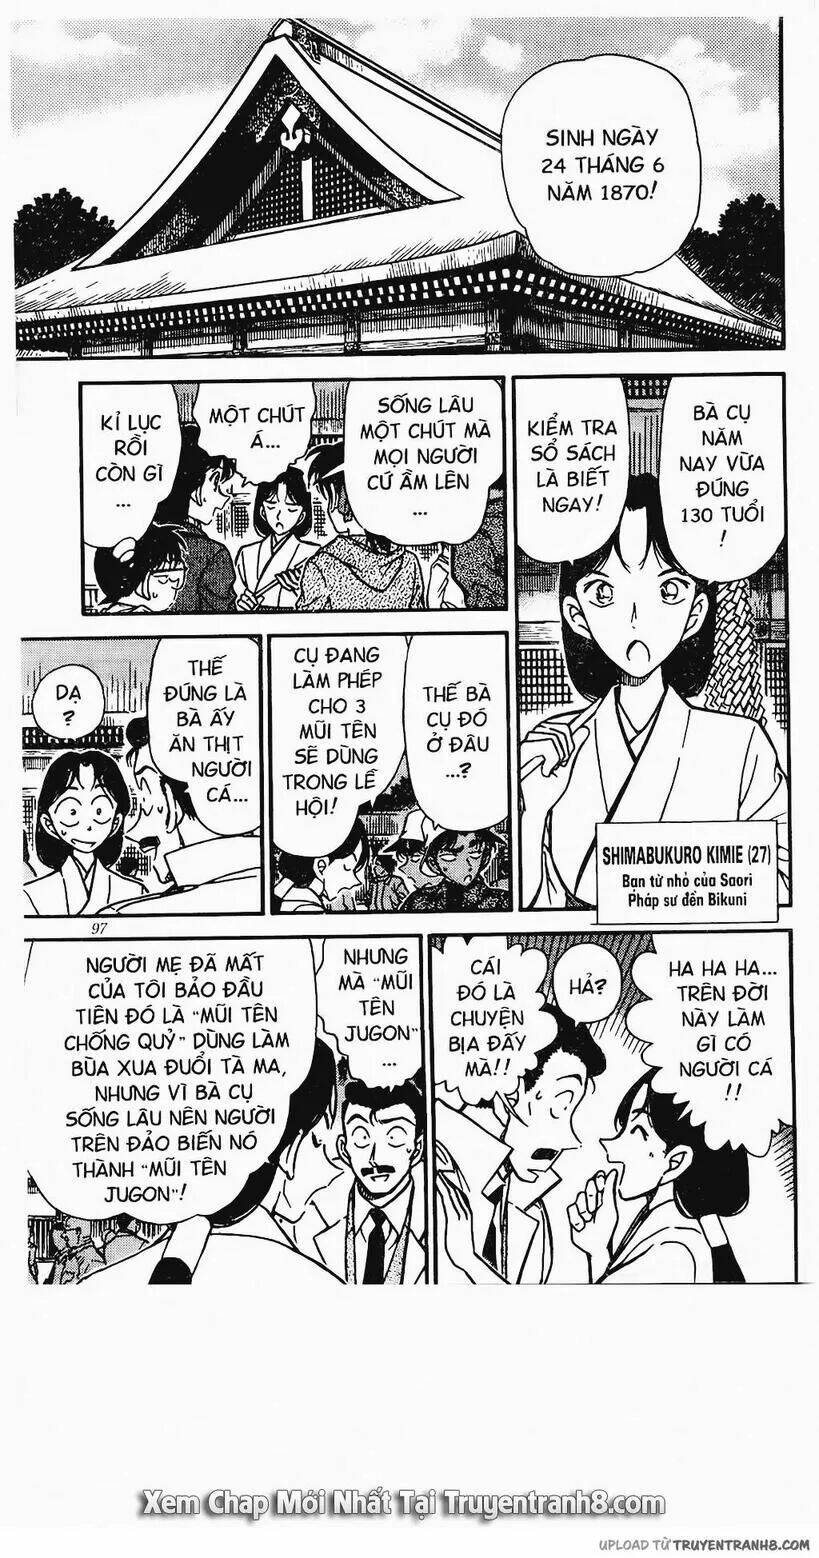 SINH NGÀY
24 THÁNG 6
NĂM 1870!
BÀ CỤ
NĂM
NAY VỪA
ĐÚNG
130 TUỔI
!
KIỂM TRA
SỔ SÁCH
LÀ BIẾT
NGAY!
SHIMABUKURO KIMIE (27)
Bạn từ nhỏ của Saori
Pháp sư đền Bikuni
SỐNG LÂU
MỘT CHÚT MÀ
MỌI NGƯỜI
CỨ ẦM LÊN
...
MỘT CHÚT
Á...
KỈ LỤC
RỒI
CÒN GÌ
...
THẾ BÀ
CỤ ĐÓ
Ở ĐÂU
...?
CỤ ĐANG
LÀM PHÉP
CHO 3
MŨI TÊN
SẼ DÙNG
TRONG LỄ
HỘI!
THẾ
ĐÚNG LÀ
BÀ ẤY
ĂN THỊT
NGƯỜI
CÁ...
DẠ
?
97
HA HA HA...
TRÊN ĐỜI
NÀY LÀM
GÌ CÓ
NGƯỜI CÁ
!!
HẢ?
CÁI
ĐÓ LÀ
CHUYỆN
BỊA ĐẤY
MÀ!!
NHƯNG
MÀ "MŨI
TÊN
JUGON"
...
NGƯỜI MẸ ĐÃ MẤT
CỦA TÔI BẢO ĐẦU
TIÊN ĐÓ LÀ "MŨI TÊN
CHỐNG QUỶ" DÙNG LÀM
BÙA XUA ĐUỔI TÀ MA,
NHƯNG VÌ BÀ CỤ
SỐNG LÂU NÊN NGƯỜI
TRÊN ĐẢO BIẾN NÓ
THÀNH "MŨI TÊN
JUGON"!
Xem Chap Mới Nhất Tại Truyentranh8.com
UPLOAD TỪ TRUYENTRANH8.COM